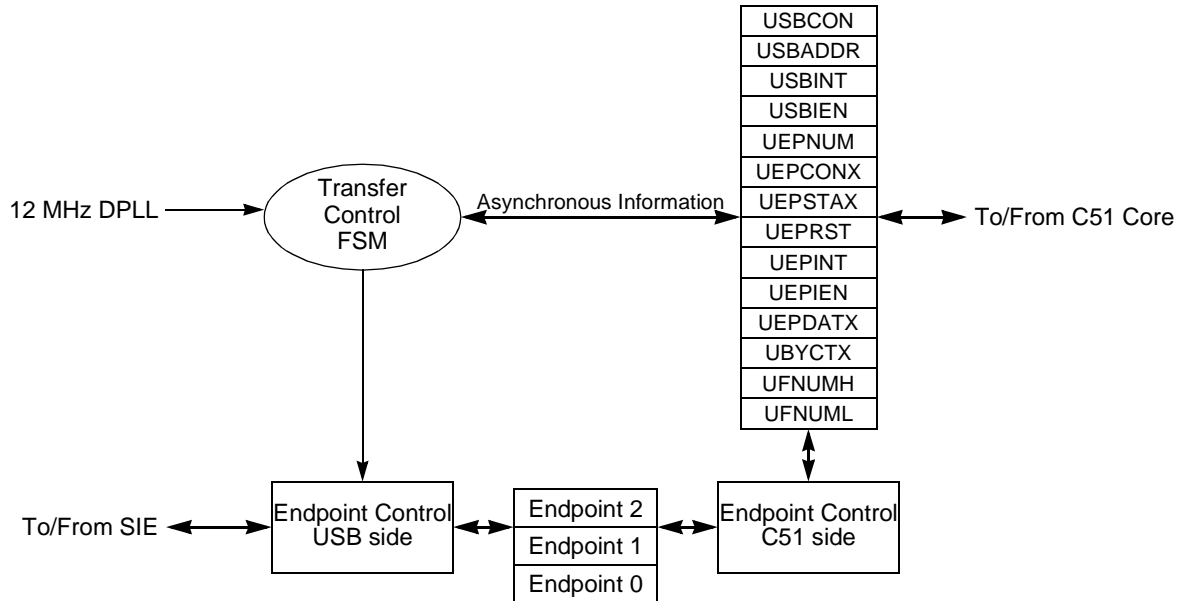 USBCON
USBADDR
USBINT
USBIEN
UEPNUM
UEPCONX
UEPSTAX
UEPRST
UEPINT
UEPIEN
UEPDATX
UBYCTX
UFNUMH
UFNUML
12 MHz DPLL
Transfer
Control
FSM
Asynchronous Information
To/From C51 Core
To/From SIE
Endpoint Control
USB side
Endpoint 2
Endpoint 1
Endpoint 0
Endpoint Control
C51 side